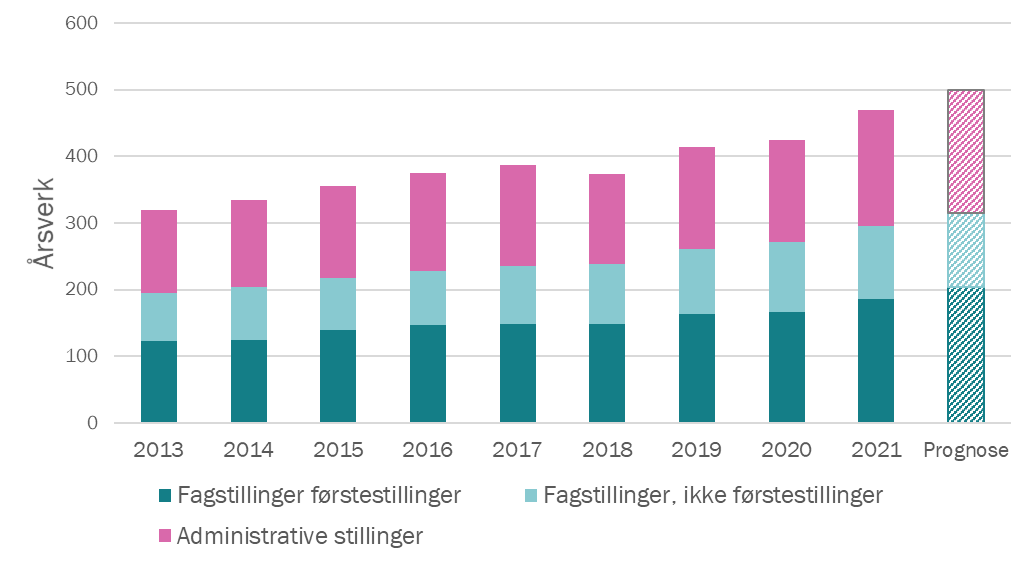 600
500
400
300
200
100
0
Årsverk
2013 2014 2015 2016 2017 2018 2019 2020 2021 Prognose
Fagstillinger førstestillinger Fagstillinger, ikke førstestillinger
Administrative stillinger